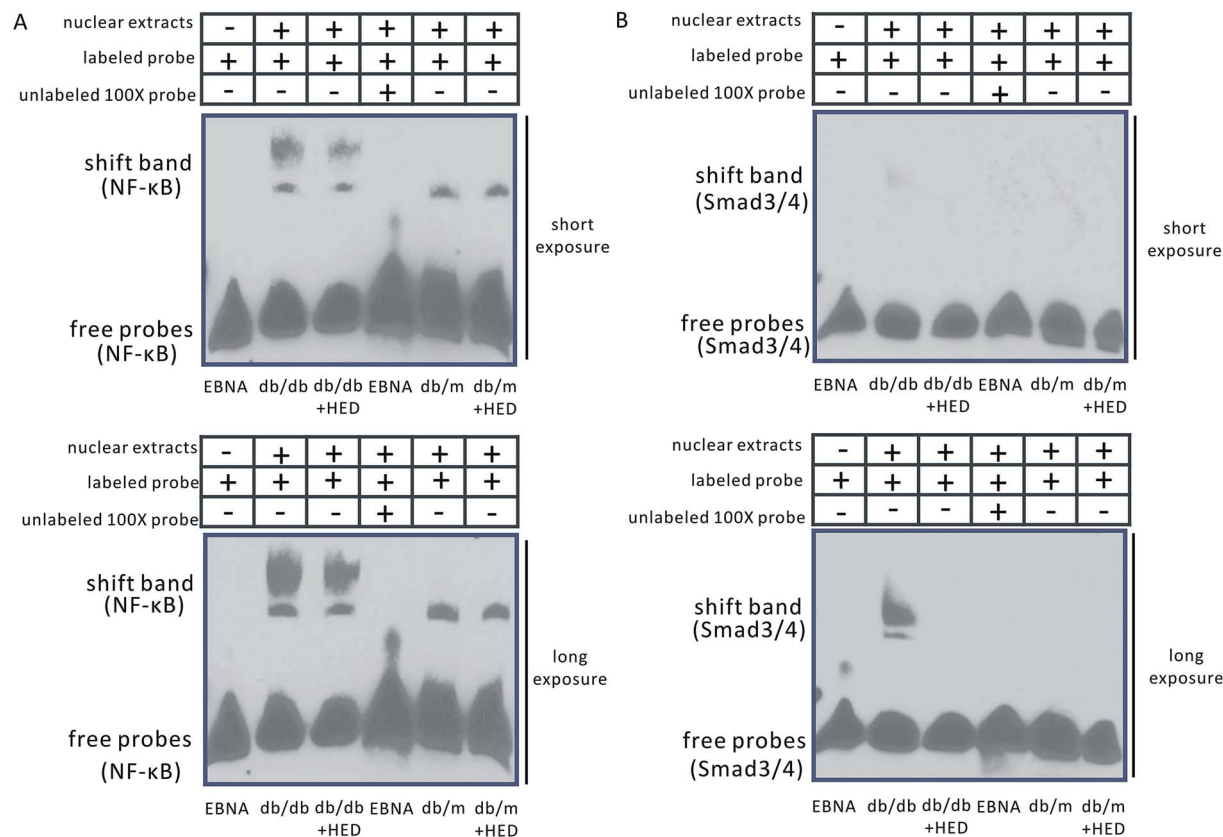 A
nuclear extracts - + + + + +
labeled probe + + + + + +
unlabeled 100X probe - - - + - -
shift band
(NF-κB)
free probes
(NF-κB)
short
exposure
EBNA db/db db/db EBNA db/m db/m
+HED +HED
nuclear extracts - + + + + +
labeled probe + + + + + +
unlabeled 100X probe - - - + - -
shift band
(NF-κB)
free probes
(NF-κB)
long
exposure
EBNA db/db db/db EBNA db/m db/m
+HED +HED
B
nuclear extracts - + + + + +
labeled probe + + + + + +
unlabeled 100X probe - - - + - -
shift band
(Smad3/4)
free probes
(Smad3/4)
short
exposure
EBNA db/db db/db EBNA db/m db/m
+HED +HED
nuclear extracts - + + + + +
labeled probe + + + + + +
unlabeled 100X probe - - - + - -
shift band
(Smad3/4)
free probes
(Smad3/4)
long
exposure
EBNA db/db db/db EBNA db/m db/m
+HED +HED